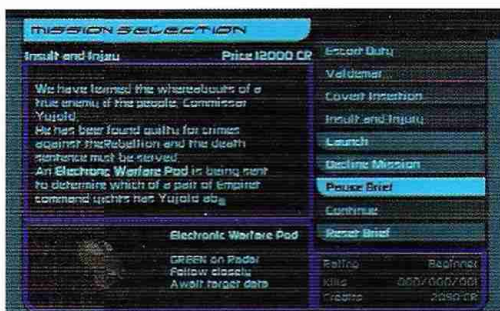 MISSION SELECTION
Insult and Injury Price 12000 CR
We have learned the whereabouts of a
true enemy of the people, Commissar
Yujold.
He has been found guilty for crimes
against theRebellion and the death
sentence must be served.
An Electronic Warfare Pod is being sent
to determine which of a pair of Empire
command yachts has Yujold abo
Electronic Warfare Pod
GREEN on Radar
Follow closely
Await target data
Escort Duty
Valdemar
Covert Insertion
Insult and Injury
Launch
Decline Mission
Pause Brief
Continue
Reset Brief
Rating Beginner
Kills 000/000/001
Credits 2090 CR